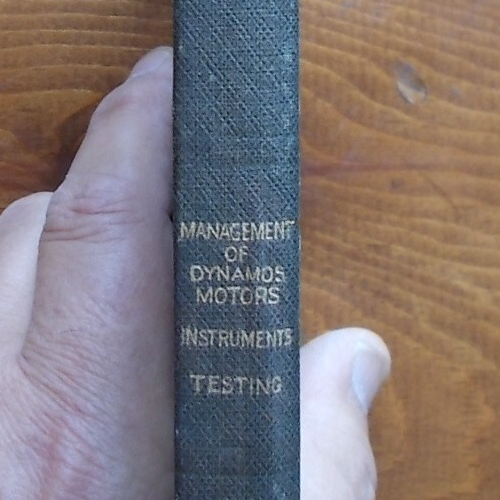 MANAGEMENT
OF
DYNAMOS
MOTORS
INSTRUMENTS
TESTING